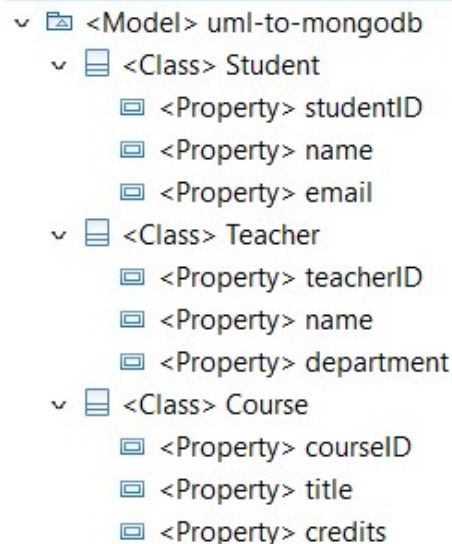 <Model> uml-to-mongodb
<Class> Student
<Property> studentID
<Property> name
<Property> email
<Class> Teacher
<Property> teacherID
<Property> name
<Property> department
<Class> Course
<Property> courseID
<Property> title
<Property> credits